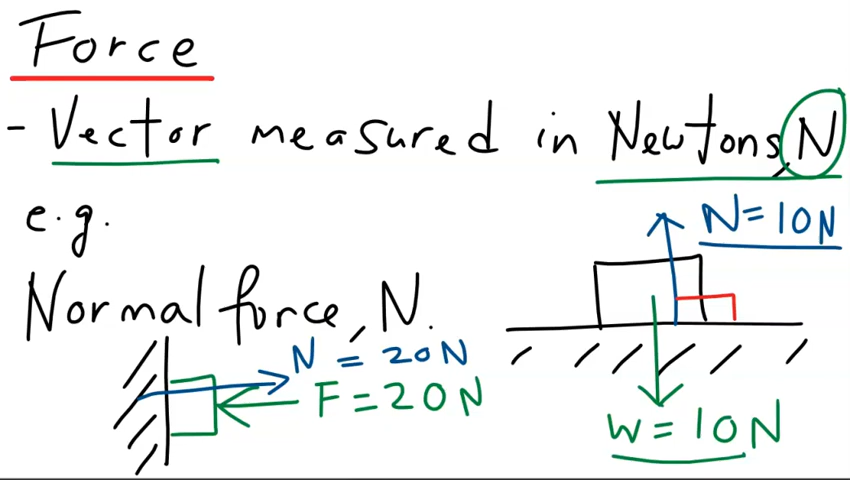 Force
- Vector measured in Newtons, N
e.g.
N = 10N
Normal force, N.
N = 20N
F = 20N
W = 10N